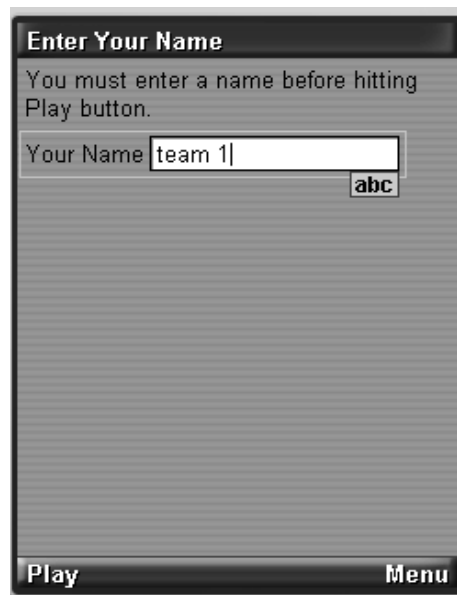 Enter Your Name
You must enter a name before hitting
Play button.
Your Name team 1
abc
Play Menu